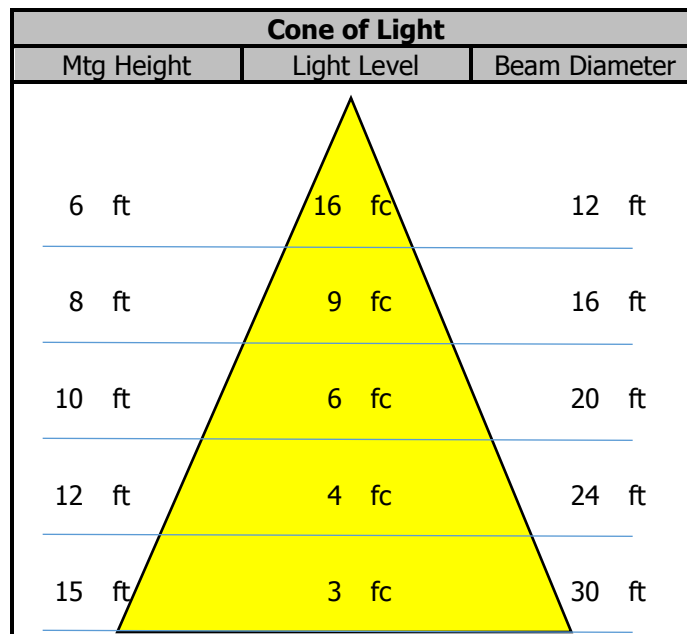 Cone of Light
Mtg Height Light Level Beam Diameter
6 ft 16 fc 12 ft
8 ft 9 fc 16 ft
10 ft 6 fc 20 ft
12 ft 4 fc 24 ft
15 ft 3 fc 30 ft